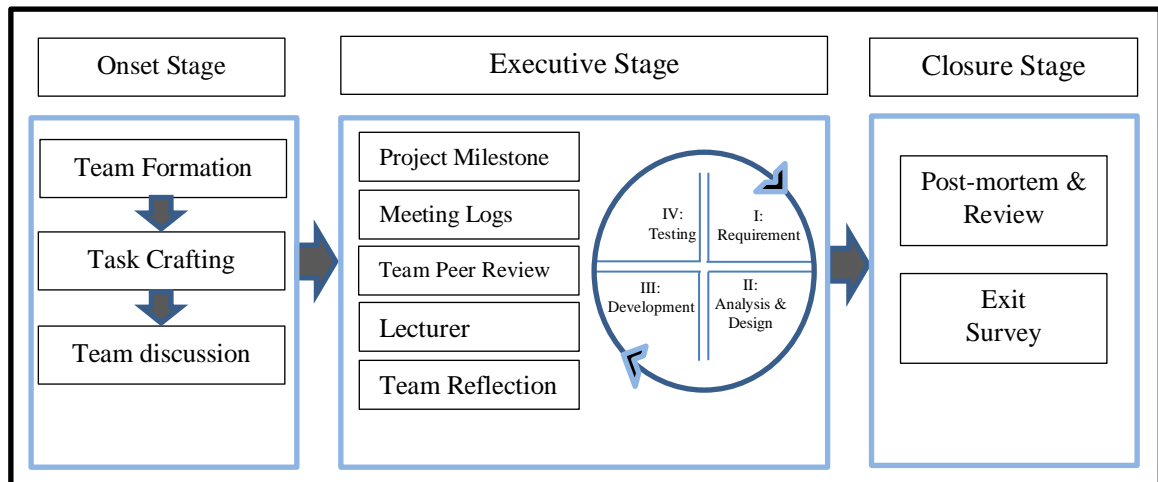 Onset Stage
Executive Stage
Closure Stage
Team Formation
Task Crafting
Team discussion
Project Milestone
Meeting Logs
Team Peer Review
Lecturer
Team Reflection
IV:
Testing
I:
Requirement
III:
Development
II:
Analysis &
Design
Post-mortem &
Review
Exit
Survey